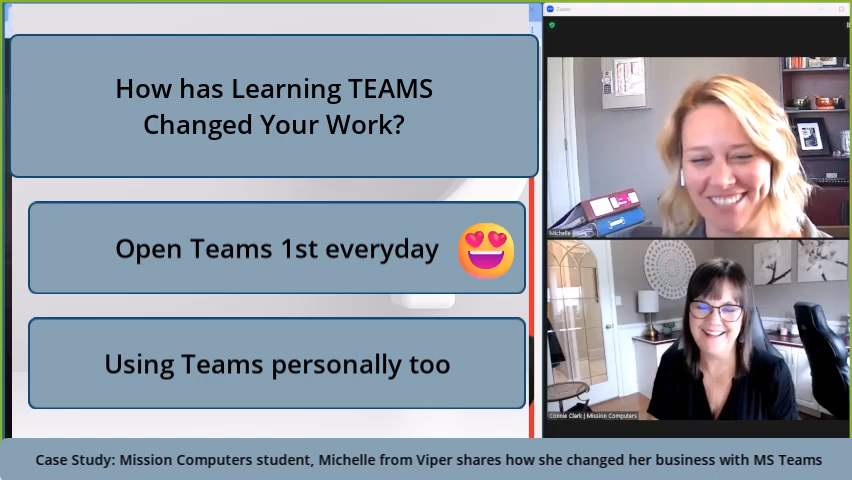 Zoom
How has Learning TEAMS
Changed Your Work?
Open Teams 1st everyday
Using Teams personally too
Michelle
Connie Clark | Mission Computers
Case Study: Mission Computers student, Michelle from Viper shares how she changed her business with MS Teams